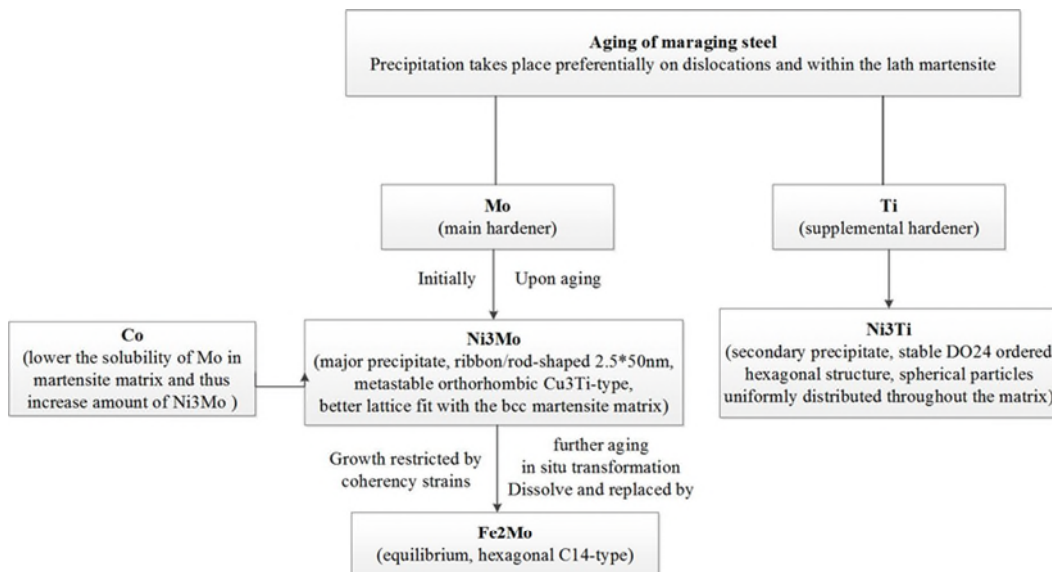 Aging of maraging steel
Precipitation takes place preferentially on dislocations and within the lath martensite
Mo
(main hardener)
Ti
(supplemental hardener)
Initially
Upon aging
Co
(lower the solubility of Mo in
martensite matrix and thus
increase amount of Ni3Mo )
Ni3Mo
(major precipitate, ribbon/rod-shaped 2.5*50nm,
metastable orthorhombic Cu3Ti-type,
better lattice fit with the bcc martensite matrix)
Ni3Ti
(secondary precipitate, stable DO24 ordered
hexagonal structure, spherical particles
uniformly distributed throughout the matrix)
Growth restricted by
coherency strains
further aging
in situ transformation
Dissolve and replaced by
Fe2Mo
(equilibrium, hexagonal C14-type)